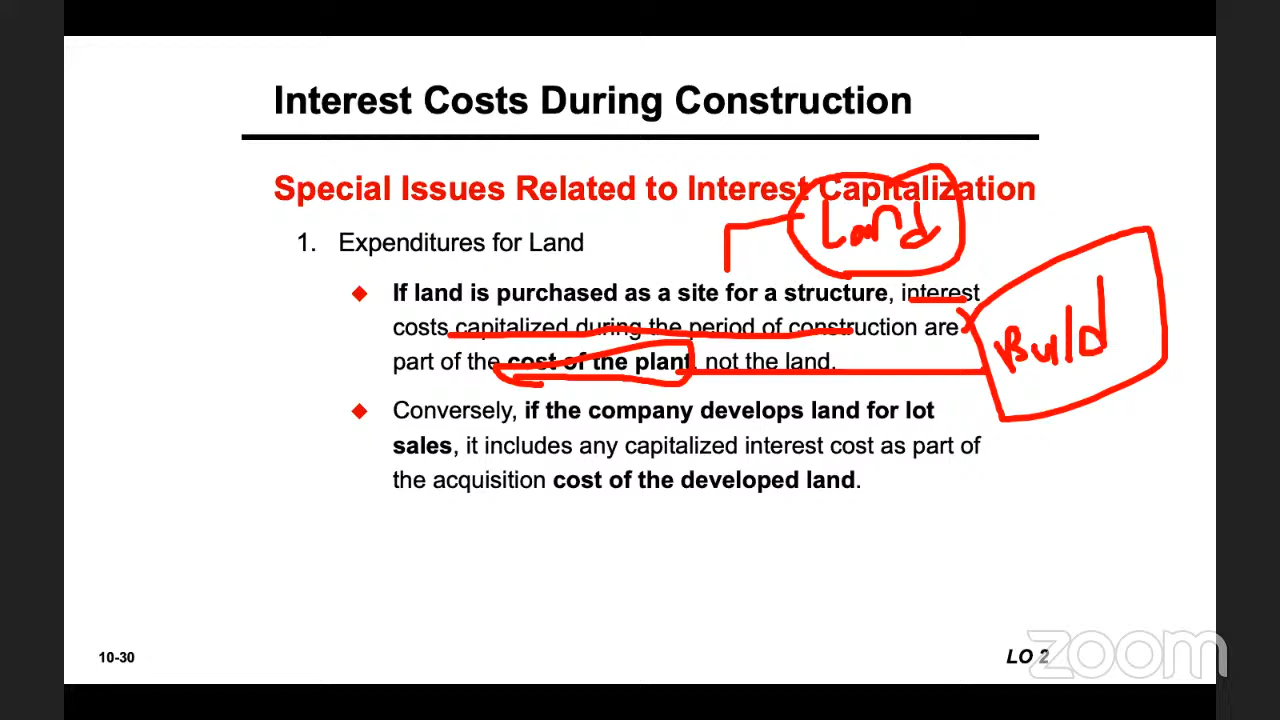 Interest Costs During Construction
Special Issues Related to Interest Capitalization
Land
1. Expenditures for Land
If land is purchased as a site for a structure, interest
costs capitalized during the period of construction are
part of the cost of the plant, not the land.
Build
Conversely, if the company develops land for lot
sales, it includes any capitalized interest cost as part of
the acquisition cost of the developed land.
10-30
LO 2
zoom